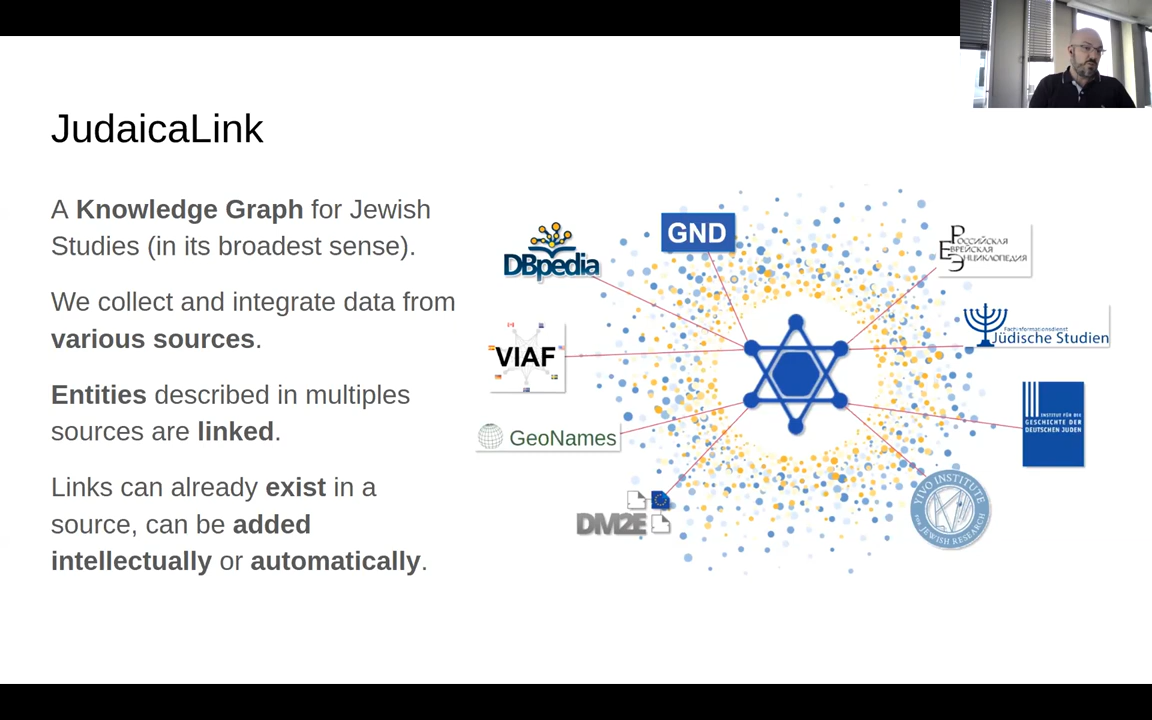 JudaicaLink
A Knowledge Graph for Jewish
Studies (in its broadest sense).
We collect and integrate data from
various sources.
Entities described in multiples
sources are linked.
Links can already exist in a
source, can be added
intellectually or automatically.
DBpedia
GND
РОССИЙСКАЯ
ЕВРЕЙСКАЯ
ЭНЦИКЛОПЕДИЯ
VIAF
Fachinformationsdienst
Jüdische Studien
GeoNames
INSTITUT FÜR DIE
GESCHICHTE DER
DEUTSCHEN JUDEN
DM2E
YIVO INSTITUTE
FOR JEWISH RESEARCH